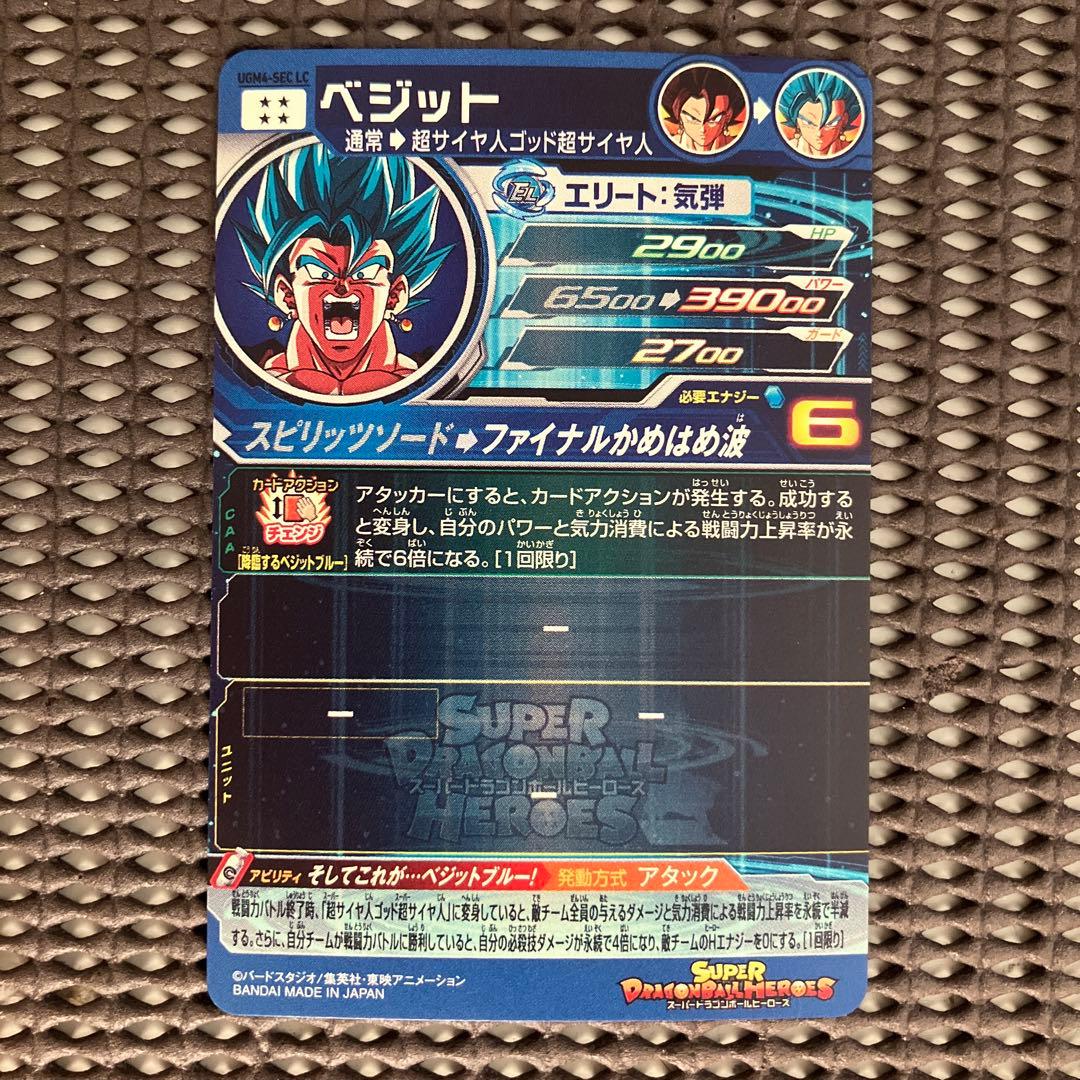 UGM4-SEC LC
ベジット
通常➡超サイヤ人ゴッド超サイヤ人
EL エリート:気弾
HP
2900
パワー
6500➡39000
ガード
2700
必要エナジー
6
スピリッツソード➡ファイナルかめはめ波
CAA
カードアクション
チェンジ
[降臨するベジットブルー]
アタッカーにすると、カードアクションが発生する。成功する
と変身し、自分のパワーと気力消費による戦闘力上昇率が永
続で6倍になる。[1回限り]
ー
ユニット
ー
ー
ー
SUPER
DRAGONBALL
スーパードラゴンボールヒーローズ
HEROES
アビリティ そしてこれが…ベジットブルー! 発動方式 アタック
戦闘力バトル終了時、「超サイヤ人ゴッド超サイヤ人」に変身していると、敵チーム全員の与えるダメージと気力消費による戦闘力上昇率を永続で半減
する。さらに、自分チームが戦闘力バトルに勝利していると、自分の必殺技ダメージが永続で4倍になり、敵チームのHエナジーを0にする。[1回限り]
©バードスタジオ/集英社・東映アニメーション
BANDAI MADE IN JAPAN
SUPER
DRAGONBALL HEROES
スーパードラゴンボールヒーローズ